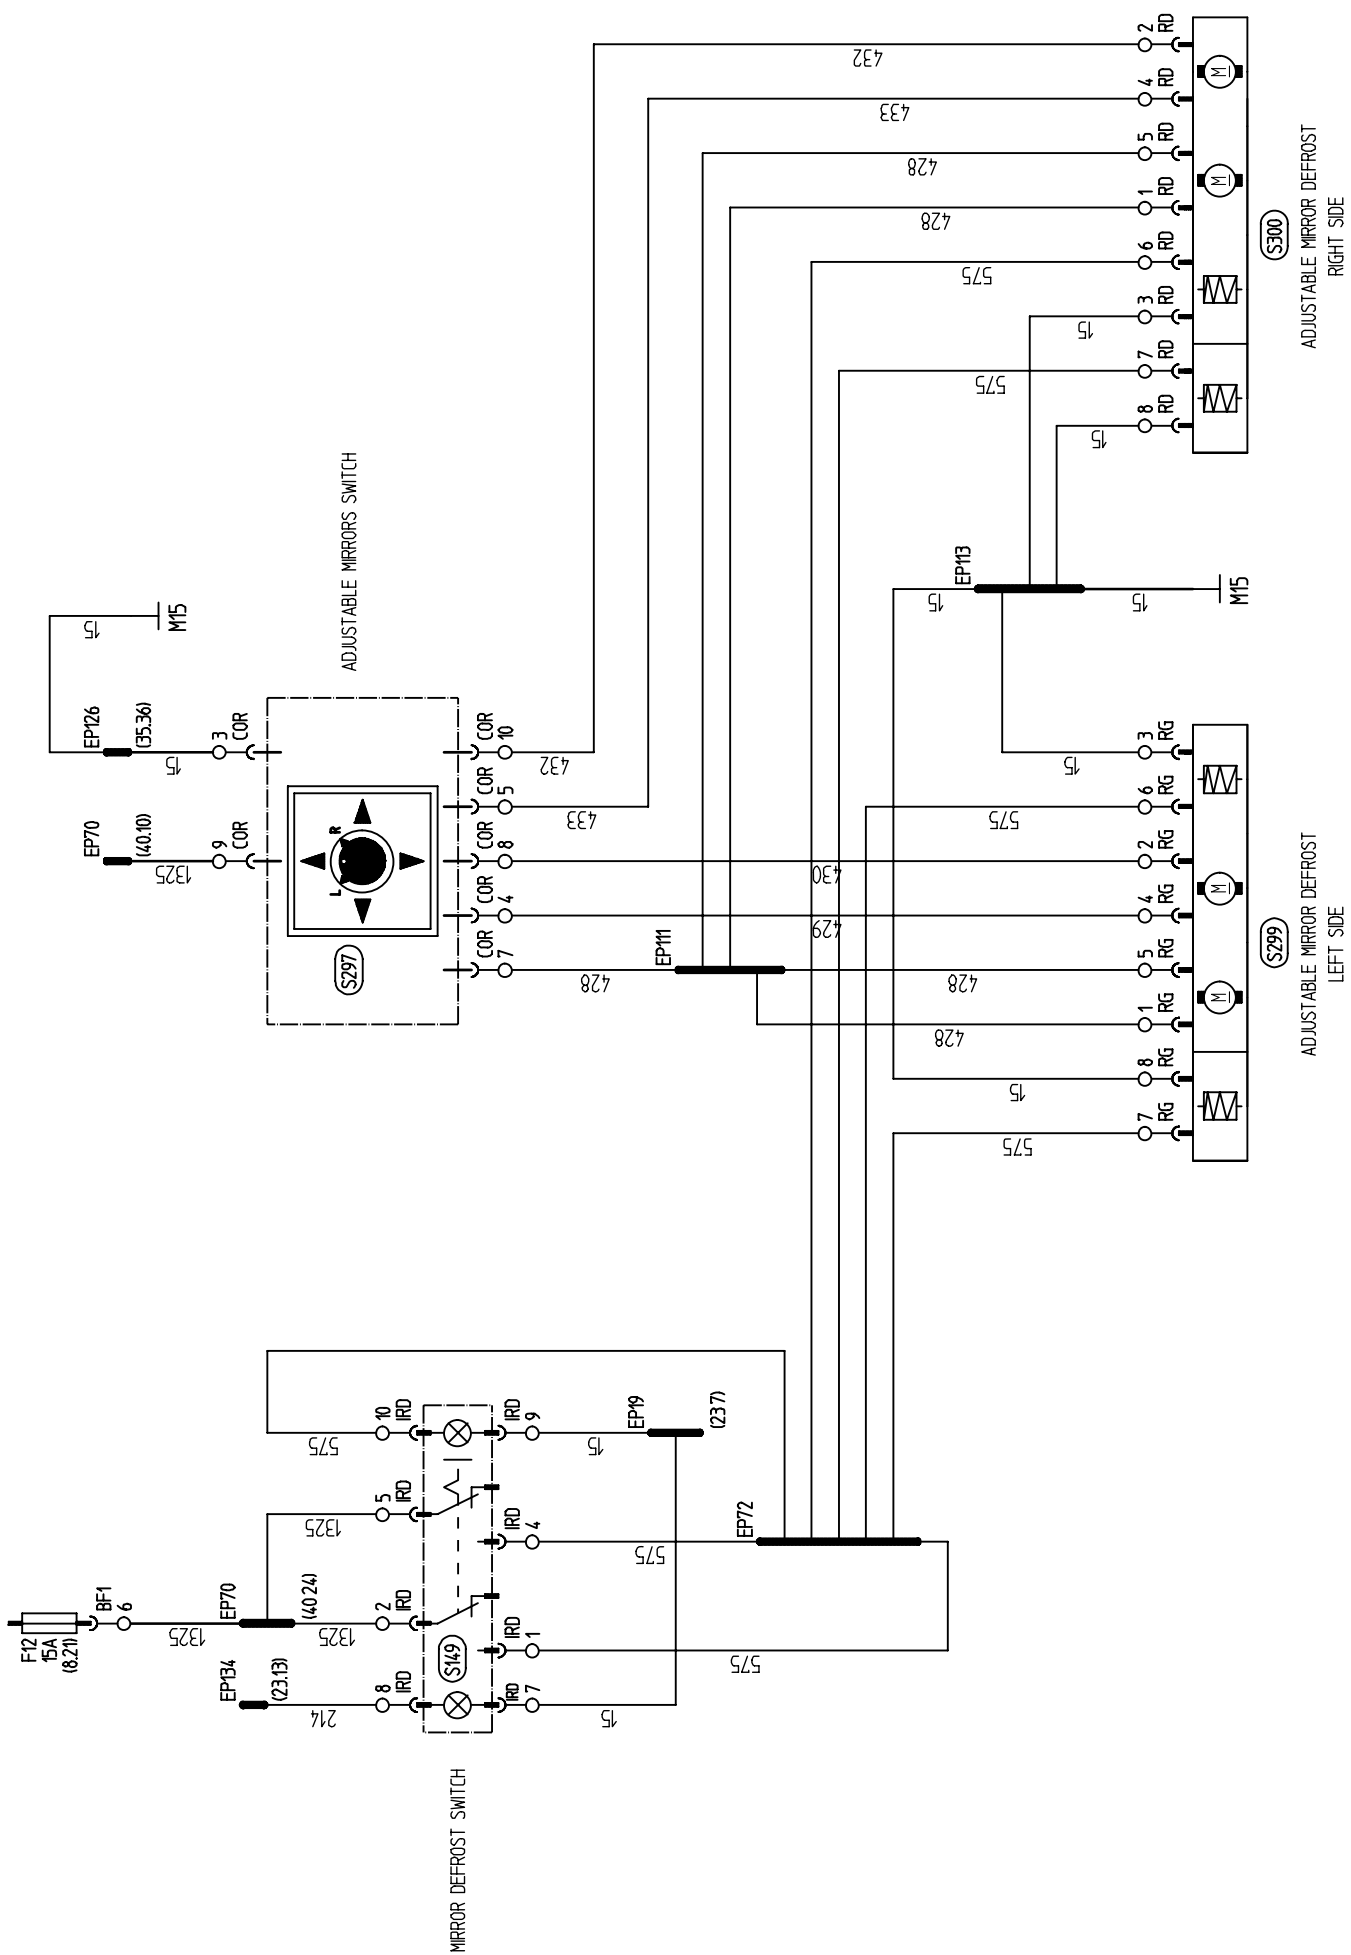 F12
15A
(8.21)
BF1
6
1325
EP70
(40 24)
1325
1325
EP134
(23.13)
214
575
8 IRD
2 IRD
5 IRD
10 IRD
S149
MIRROR DEFROST SWITCH
IRD 7
IRD 1
IRD 4
IRD 9
15
575
575
15
EP19
(23 7)
EP72
EP70
(40.10)
1325
9 COR
EP126
(35.36)
15
3 COR
15
M15
L
R
S297
ADJUSTABLE MIRRORS SWITCH
COR 7
COR 4
COR 8
COR 5
COR 10
428
433
432
EP111
429
430
428
428
575
15
575
15
7 RG
8 RG
1 RG
5 RG
4 RG
2 RG
6 RG
3 RG
M
M
S299
ADJUSTABLE MIRROR DEFROST
LEFT SIDE
EP113
15
15
M15
15
575
15
575
428
428
433
432
8 RD
7 RD
3 RD
6 RD
1 RD
5 RD
4 RD
2 RD
M
M
S300
ADJUSTABLE MIRROR DEFROST
RIGHT SIDE